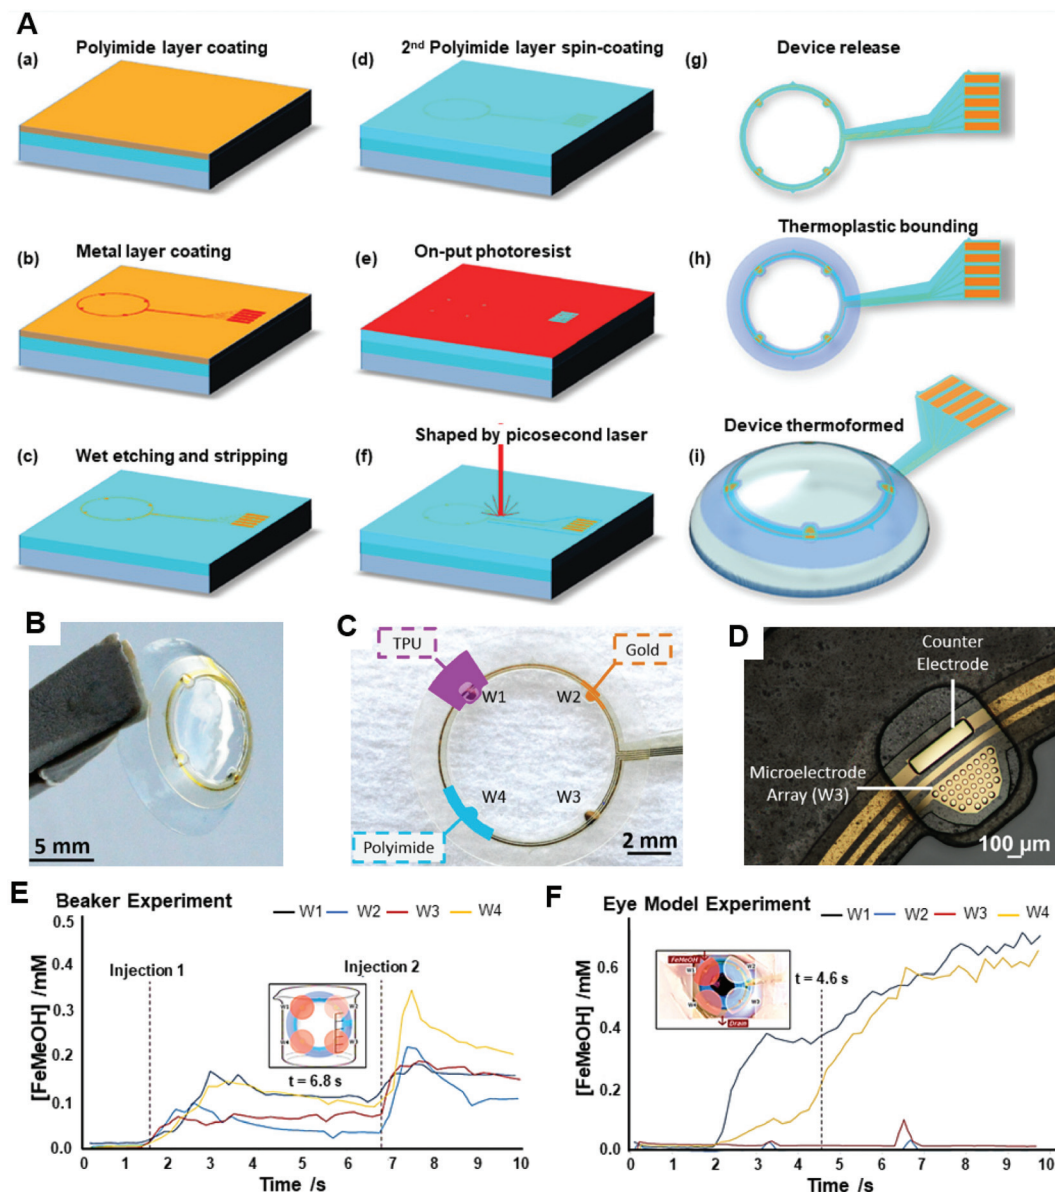 A
Polyimide layer coating
(a)
2nd Polyimide layer spin-coating
(d)
Device release
(g)
Metal layer coating
(b)
On-put photoresist
(e)
Thermoplastic bounding
(h)
Wet etching and stripping
(c)
Shaped by picosecond laser
(f)
Device thermoformed
(i)
B
5 mm
C
TPU
Gold
W1
W2
W4
W3
Polyimide
2 mm
D
Counter
Electrode
Microelectrode
Array (W3)
100 µm
E
Beaker Experiment
W1 W2 W3 W4
0.5
0.4
0.3
0.2
0.1
0.0
[FeMeOH] /mM
Injection 1
Injection 2
t = 6.8 s
0 1 2 3 4 5 6 7 8 9 10
Time /s
F
Eye Model Experiment
W1 W2 W3 W4
0.6
0.4
0.2
0.0
[FeMeOH] /mM
FeMeOH
W1
W2
W4
W3
Drain
t = 4.6 s
0 1 2 3 4 5 6 7 8 9 10
Time /s